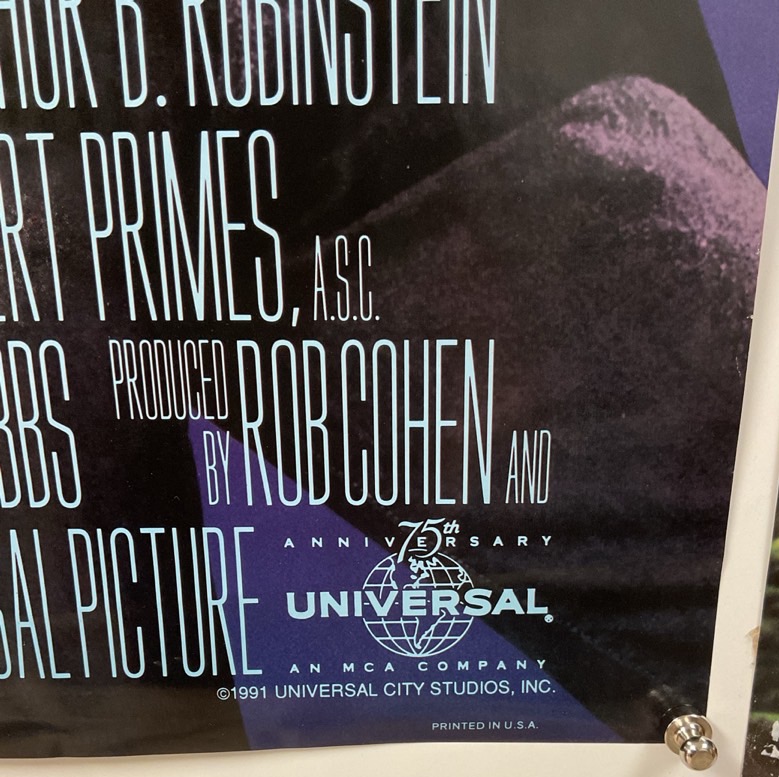 HUR B. RUBINSTEIN
RT PRIMES, A.S.C.
BBS PRODUCED BY ROB COHEN AND
SAL PICTURE
75th
ANNIVERSARY
UNIVERSAL®
AN MCA COMPANY
©1991 UNIVERSAL CITY STUDIOS, INC.
PRINTED IN U.S.A.